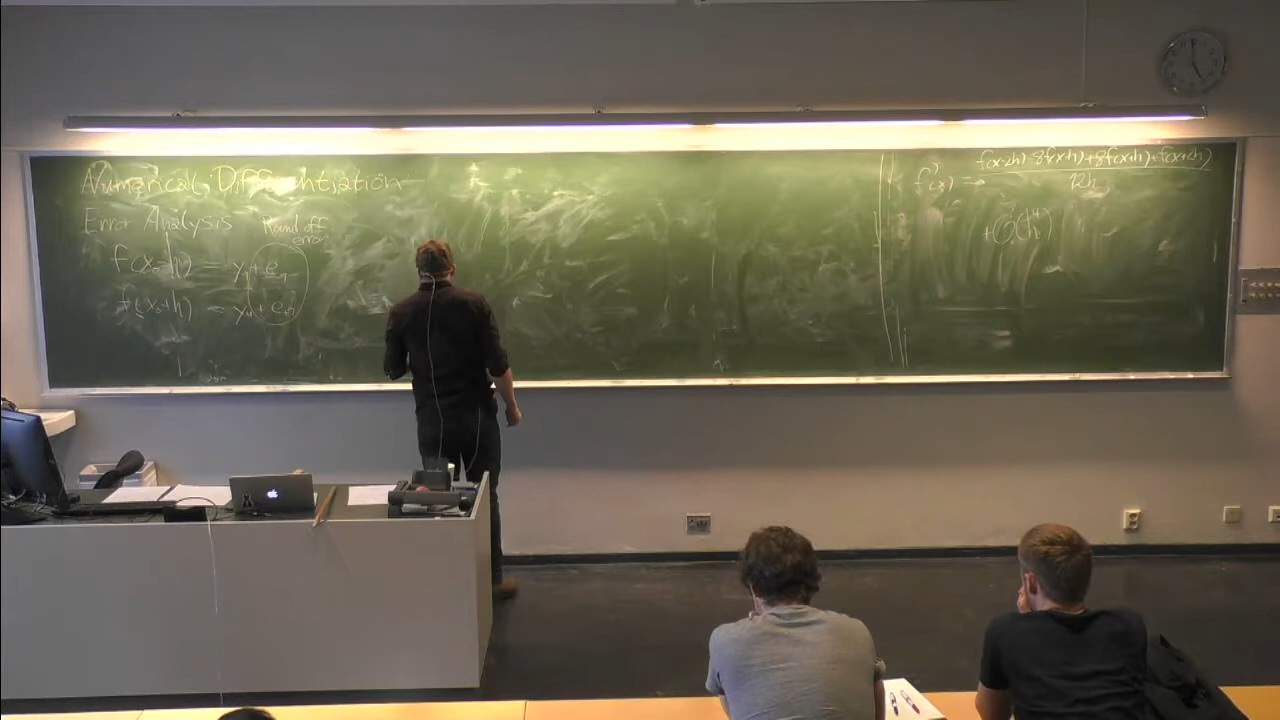 Numerical Differentiation
Error Analysis
Round off
error
f(x₀-h) = y₋₁+e₋₁
f(x₀+h) = y₁+e₁
f'(x) = f(x-2h)-8f(x-h)+8f(x+h)+f(x+2h)
12h
+O(h⁴)